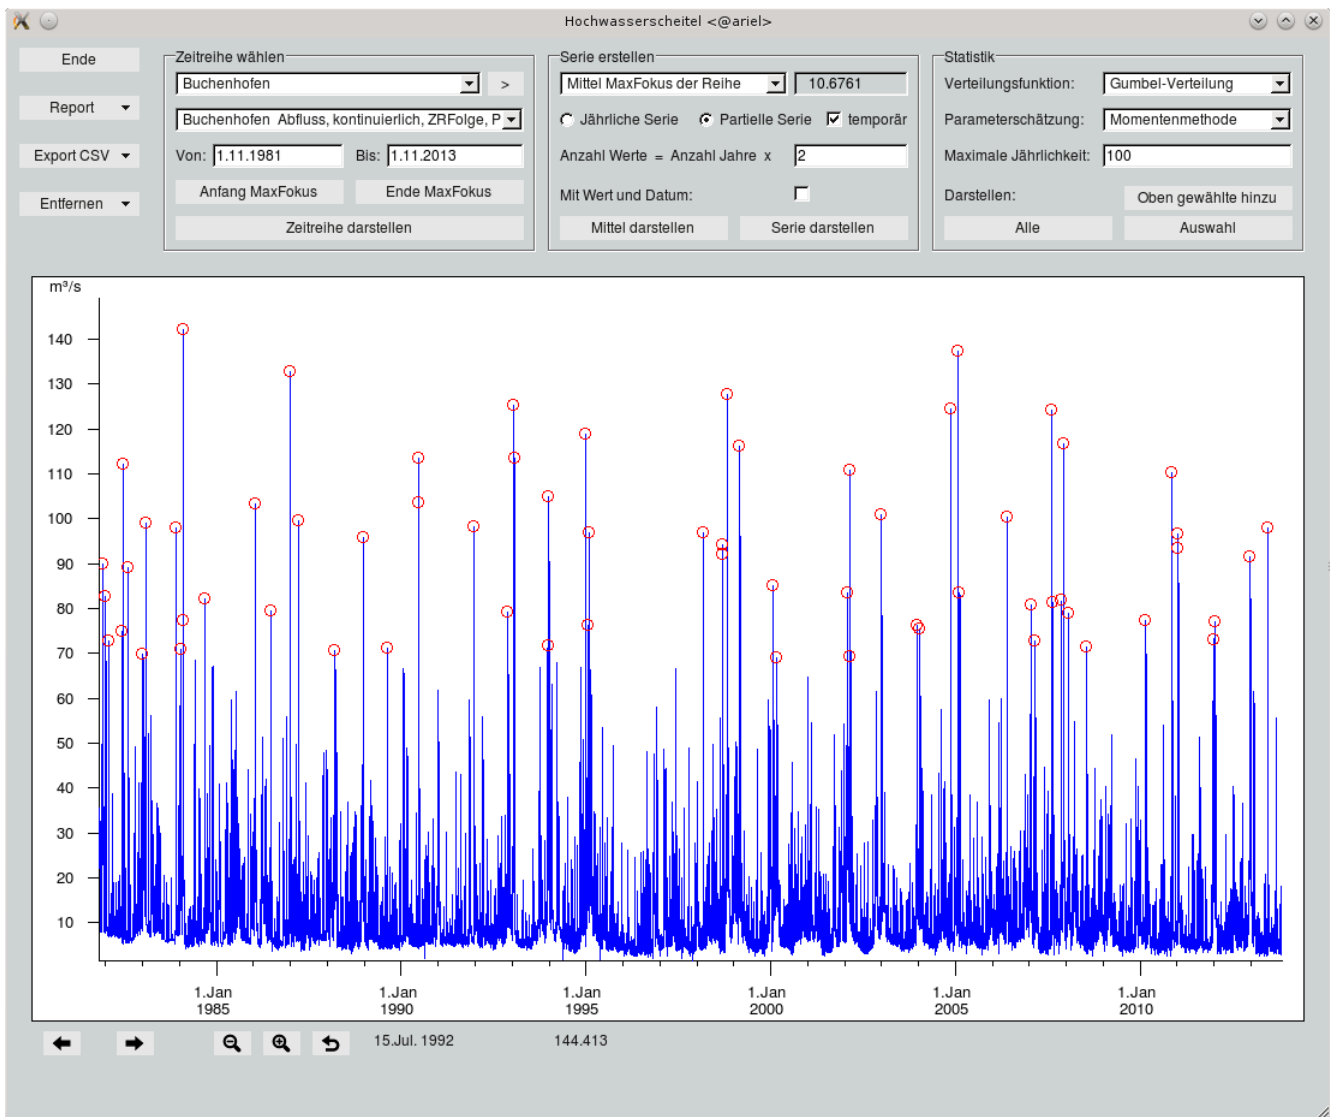 Hochwasserscheitel <@ariel>
Ende
Report
Export CSV
Entfernen
Zeitreihe wählen
Buchenhofen
>
Buchenhofen Abfluss, kontinuierlich, ZRFolge, P
Von: 1.11.1981 Bis: 1.11.2013
Anfang MaxFokus Ende MaxFokus
Zeitreihe darstellen
Serie erstellen
Mittel MaxFokus der Reihe 10.6761
Jährliche Serie Partielle Serie temporär
Anzahl Werte = Anzahl Jahre x 2
Mit Wert und Datum:
Mittel darstellen Serie darstellen
Statistik
Verteilungsfunktion: Gumbel-Verteilung
Parameterschätzung: Momentenmethode
Maximale Jährlichkeit: 100
Darstellen: Oben gewählte hinzu
Alle Auswahl
m³/s
140
130
120
110
100
90
80
70
60
50
40
30
20
10
1.Jan 1.Jan 1.Jan 1.Jan 1.Jan 1.Jan
1985 1990 1995 2000 2005 2010
15.Jul. 1992 144.413